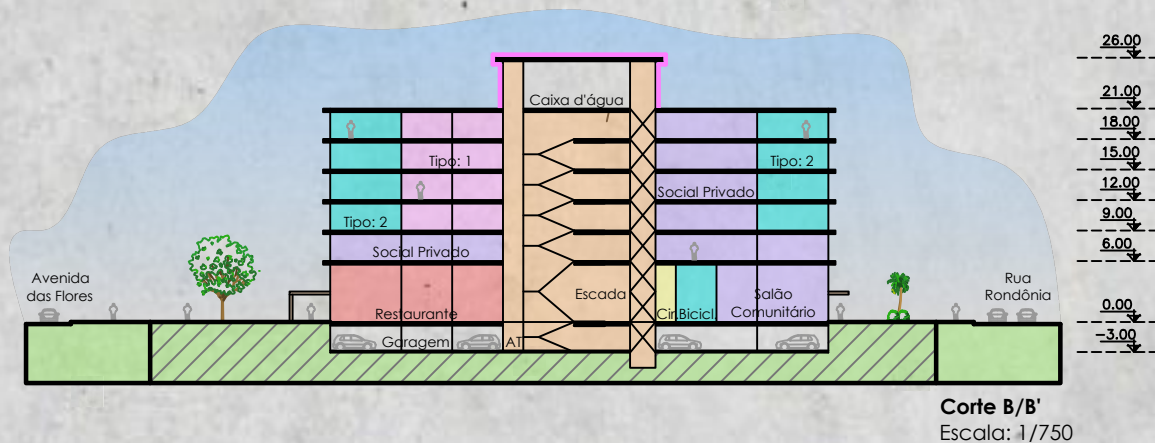 26.00
Caixa d'água
21.00
18.00
Tipo: 1
Tipo: 2
15.00
Social Privado
12.00
Tipo: 2
9.00
Social Privado
6.00
Avenida
das Flores
Restaurante
Escada
Cir.
Bicicl.
Salão
Comunitário
Rua
Rondônia
0.00
Garagem
AT
-3.00
Corte B/B'
Escala: 1/750